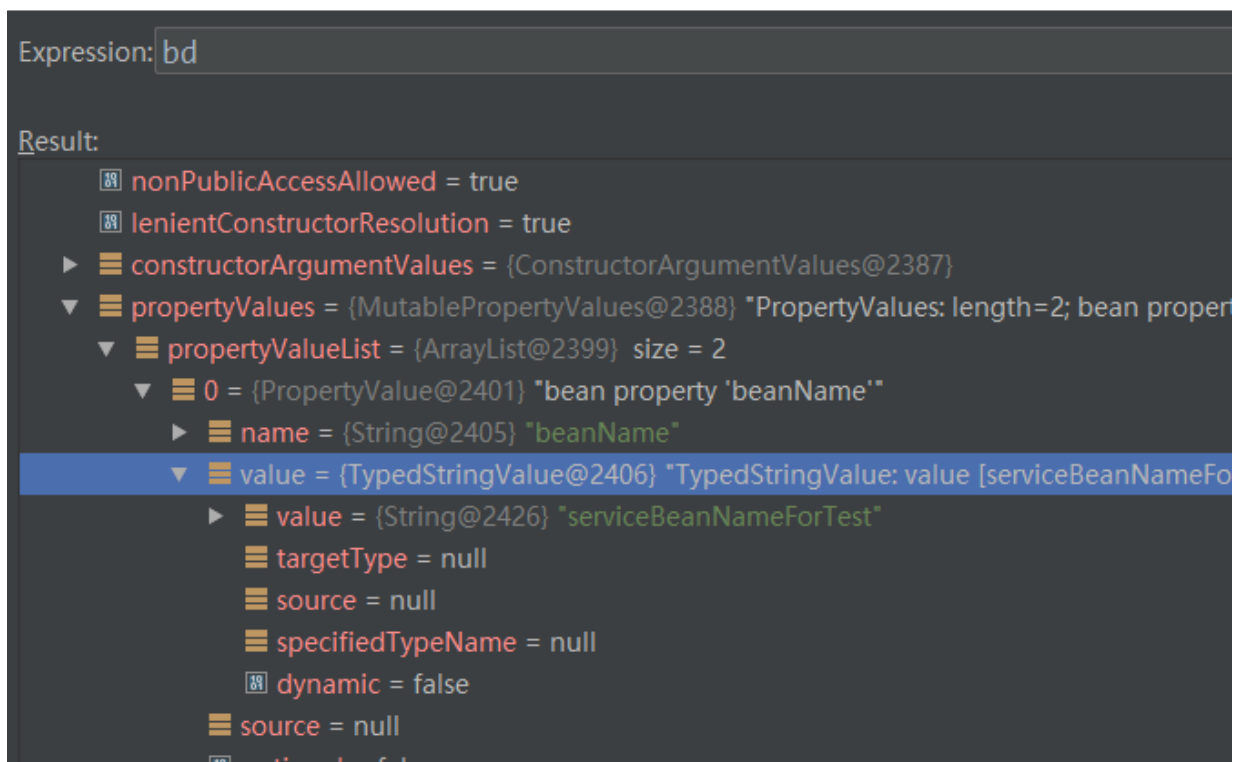 Expression: bd
Result:
nonPublicAccessAllowed = true
lenientConstructorResolution = true
constructorArgumentValues = {ConstructorArgumentValues@2387}
propertyValues = {MutablePropertyValues@2388} "PropertyValues: length=2; bean propert
propertyValueList = {ArrayList@2399} size = 2
0 = {PropertyValue@2401} "bean property 'beanName'"
name = {String@2405} "beanName"
value = {TypedStringValue@2406} "TypedStringValue: value [serviceBeanNameFo
value = {String@2426} "serviceBeanNameForTest"
targetType = null
source = null
specifiedTypeName = null
dynamic = false
source = null